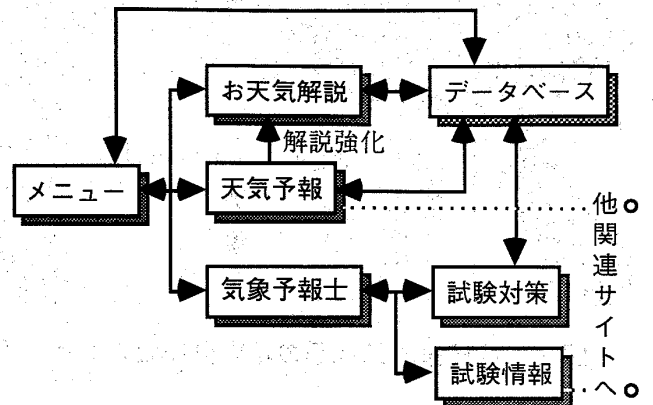 お天気解説
データベース
解説強化
メニュー
天気予報
気象予報士
試験対策
試験情報
他関連サイトへ